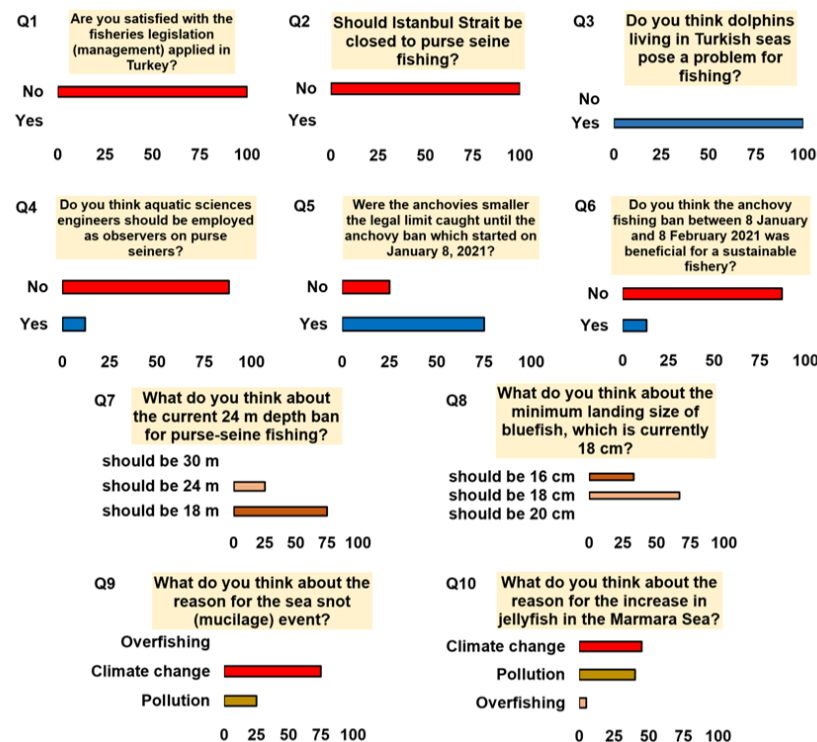 Q1
Are you satisfied with the
fisheries legislation
(management) applied in
Turkey?
No
Yes
0 25 50 75 100
Q2
Should Istanbul Strait be
closed to purse seine
fishing?
No
Yes
0 25 50 75 100
Q3
Do you think dolphins
living in Turkish seas
pose a problem for
fishing?
No
Yes
0 25 50 75 100
Q4
Do you think aquatic sciences
engineers should be employed
as observers on purse
seiners?
No
Yes
0 25 50 75 100
Q5
Were the anchovies smaller
the legal limit caught until the
anchovy ban which started on
January 8, 2021?
No
Yes
0 25 50 75 100
Q6
Do you think the anchovy
fishing ban between 8 January
and 8 February 2021 was
beneficial for a sustainable
fishery?
No
Yes
0 25 50 75 100
Q7
What do you think about
the current 24 m depth ban
for purse-seine fishing?
should be 30 m
should be 24 m
should be 18 m
0 25 50 75 100
Q8
What do you think about the
minimum landing size of
bluefish, which is currently
18 cm?
should be 16 cm
should be 18 cm
should be 20 cm
0 25 50 75 100
Q9
What do you think about the
reason for the sea snot
(mucilage) event?
Overfishing
Climate change
Pollution
0 25 50 75 100
Q10
What do you think about the
reason for the increase in
jellyfish in the Marmara Sea?
Climate change
Pollution
Overfishing
0 25 50 75 100